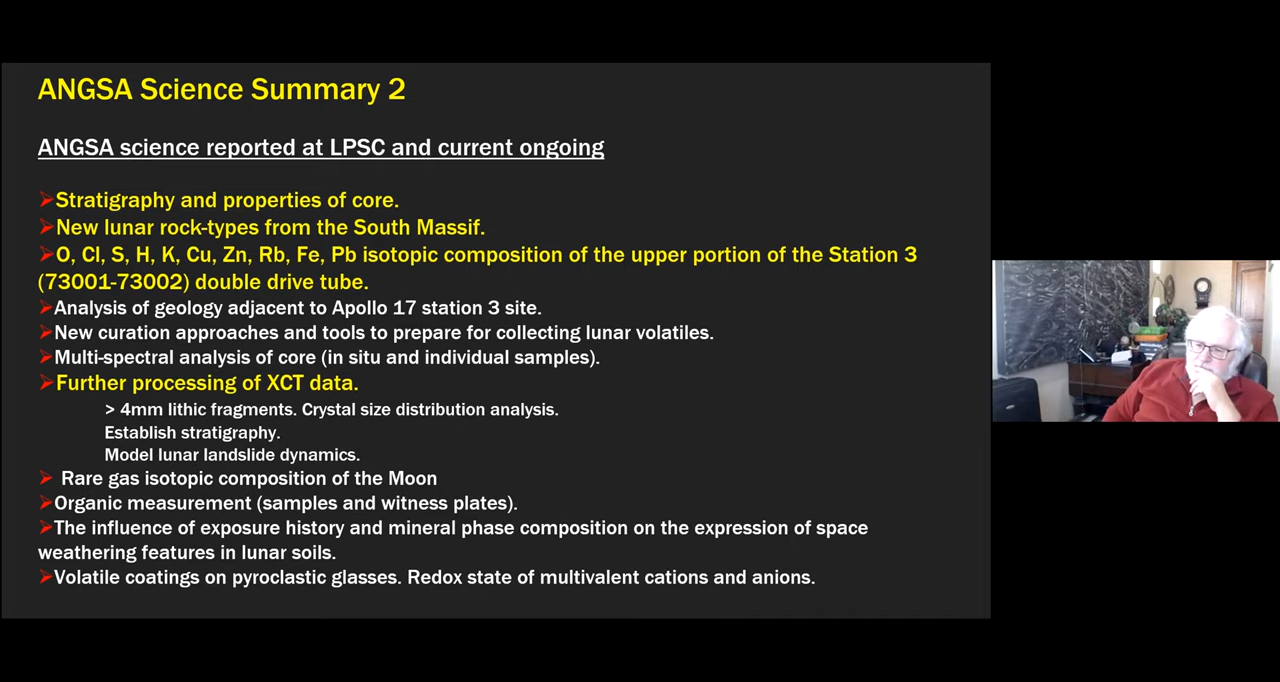 ANGSA Science Summary 2
ANGSA science reported at LPSC and current ongoing
➢Stratigraphy and properties of core.
➢New lunar rock-types from the South Massif.
➢O, Cl, S, H, K, Cu, Zn, Rb, Fe, Pb isotopic composition of the upper portion of the Station 3
(73001-73002) double drive tube.
➢Analysis of geology adjacent to Apollo 17 station 3 site.
➢New curation approaches and tools to prepare for collecting lunar volatiles.
➢Multi-spectral analysis of core (in situ and individual samples).
➢Further processing of XCT data.
> 4mm lithic fragments. Crystal size distribution analysis.
Establish stratigraphy.
Model lunar landslide dynamics.
➢ Rare gas isotopic composition of the Moon
➢Organic measurement (samples and witness plates).
➢The influence of exposure history and mineral phase composition on the expression of space
weathering features in lunar soils.
➢Volatile coatings on pyroclastic glasses. Redox state of multivalent cations and anions.